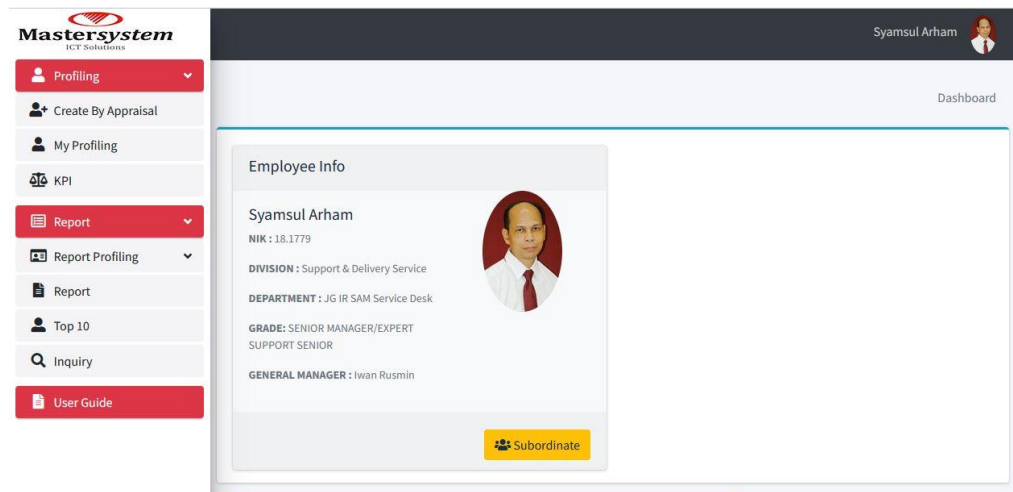 Mastersystem
ICT Solutions
Syamsul Arham
Profiling
Create By Appraisal
My Profiling
KPI
Report
Report Profiling
Report
Top 10
Inquiry
User Guide
Dashboard
Employee Info
Syamsul Arham
NIK : 18.1779
DIVISION : Support & Delivery Service
DEPARTMENT : JG IR SAM Service Desk
GRADE: SENIOR MANAGER/EXPERT
SUPPORT SENIOR
GENERAL MANAGER : Iwan Rusmin
Subordinate